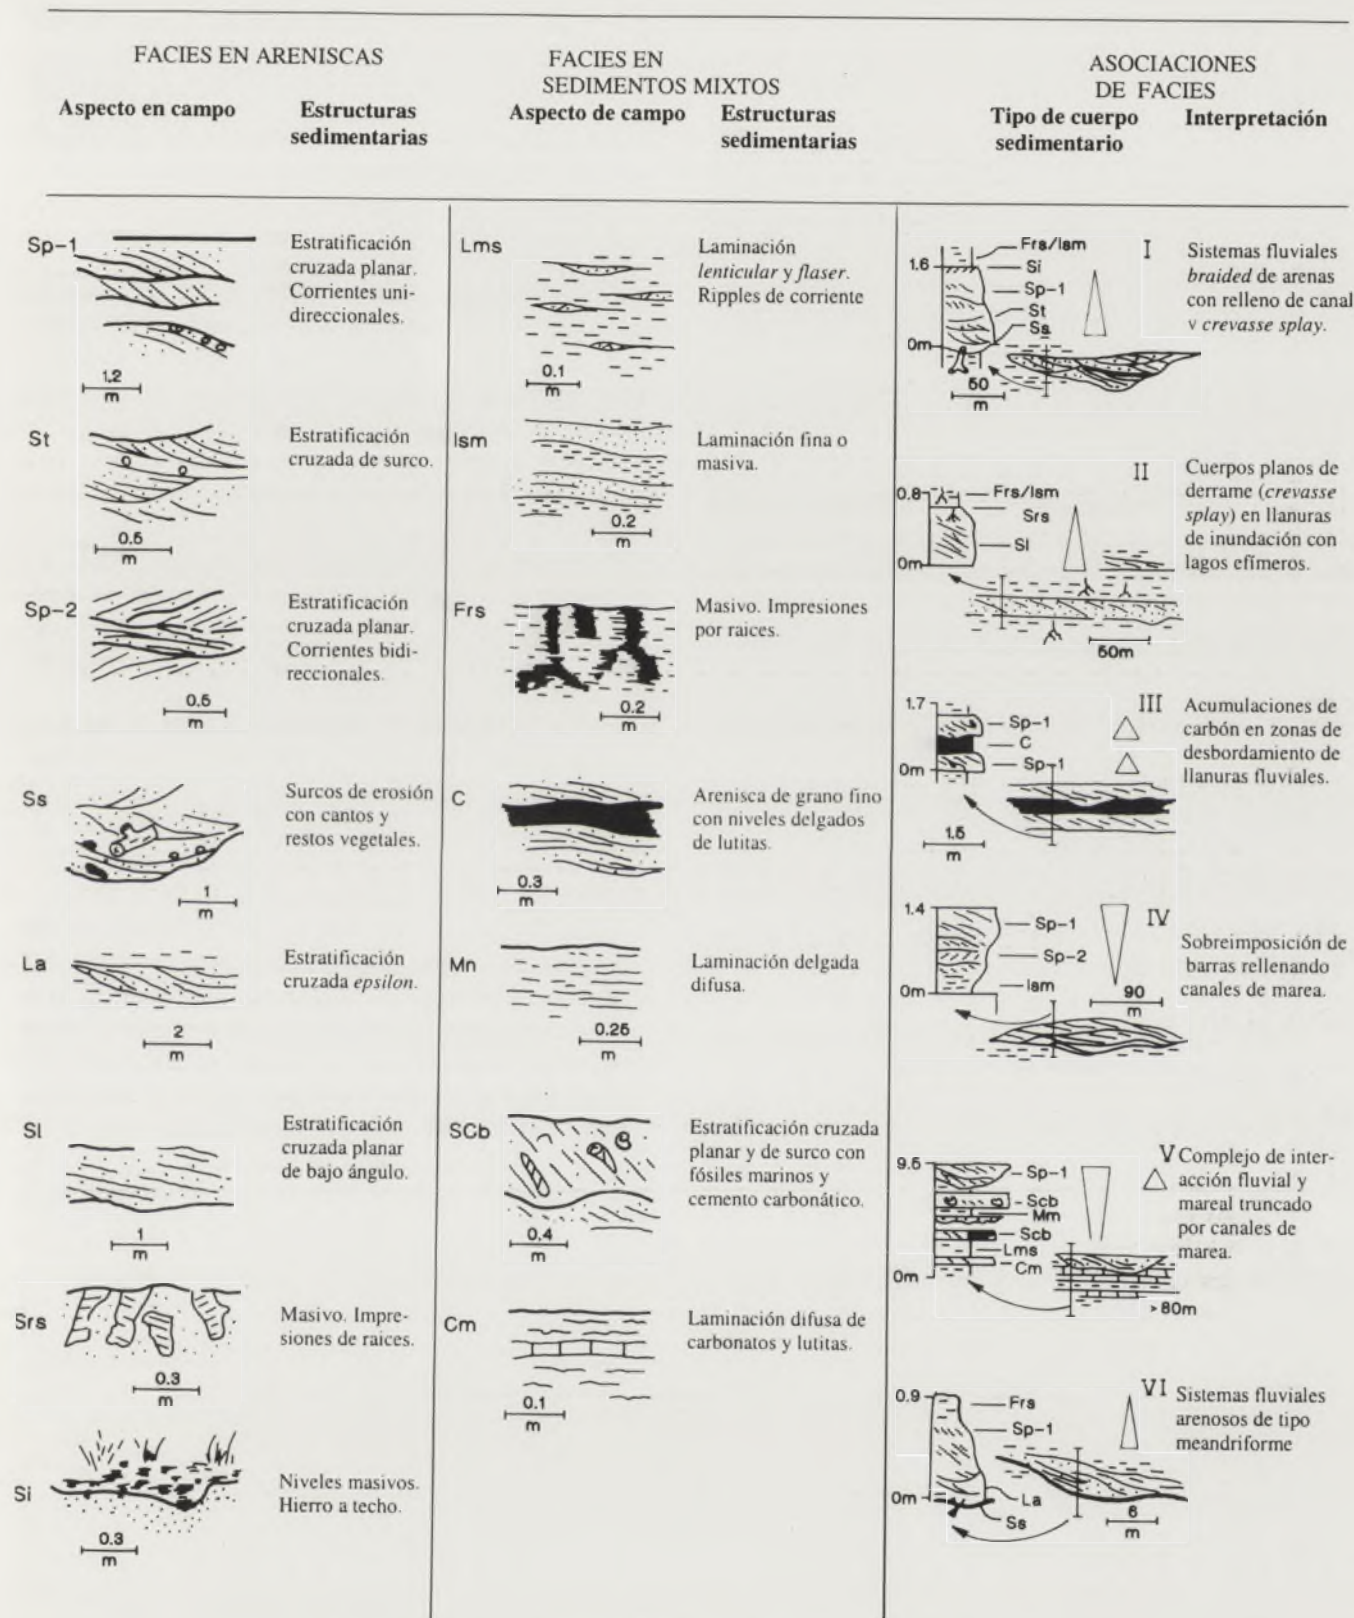 FACIES EN ARENISCAS
Aspecto en campo
Estructuras
sedimentarias
FACIES EN
SEDIMENTOS MIXTOS
Aspecto de campo
Estructuras
sedimentarias
ASOCIACIONES
DE FACIES
Tipo de cuerpo
sedimentario
Interpretación
Sp-1
1.2
m
Estratificación
cruzada planar.
Corrientes uni-
direccionales.
St
0.5
m
Estratificación
cruzada de surco.
Sp-2
0.5
m
Estratificación
cruzada planar.
Corrientes bidi-
reccionales.
Ss
1
m
Surcos de erosión
con cantos y
restos vegetales.
La
2
m
Estratificación
cruzada epsilon.
Sl
1
m
Estratificación
cruzada planar
de bajo ángulo.
Srs
0.3
m
Masivo. Impre-
siones de raices.
Si
0.3
m
Niveles masivos.
Hierro a techo.
Lms
0.1
m
Laminación
lenticular y flaser.
Ripples de corriente
lsm
0.2
m
Laminación fina o
masiva.
Frs
0.2
m
Masivo. Impresiones
por raices.
C
0.3
m
Arenisca de grano fino
con niveles delgados
de lutitas.
Mn
0.25
m
Laminación delgada
difusa.
SCb
0.4
m
Estratificación cruzada
planar y de surco con
fósiles marinos y
cemento carbonático.
Cm
0.1
m
Laminación difusa de
carbonatos y lutitas.
1.6
0m
Frs/lsm
Si
Sp-1
St
Ss
50
m
I
Sistemas fluviales
braided de arenas
con relleno de canal
y crevasse splay.
0.8
0m
Frs/lsm
Srs
Sl
50m
II
Cuerpos planos de
derrame (crevasse
splay) en llanuras
de inundación con
lagos efímeros.
1.7
0m
Sp-1
C
Sp-1
1.5
m
III
Acumulaciones de
carbón en zonas de
desbordamiento de
llanuras fluviales.
1.4
0m
Sp-1
Sp-2
lsm
90
m
IV
Sobreimposición de
barras rellenando
canales de marea.
9.5
0m
Sp-1
Scb
Mm
Scb
Lms
Cm
>80m
V
Complejo de inter-
acción fluvial y
mareal truncado
por canales de
marea.
0.9
0m
Frs
Sp-1
La
Ss
6
m
VI
Sistemas fluviales
arenosos de tipo
meandriforme